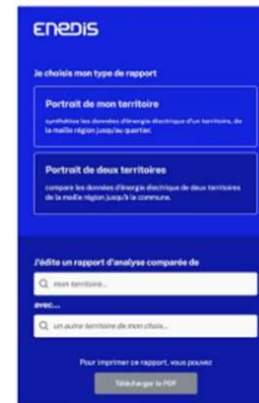 ENEDIS
Je choisis mon type de rapport
Portrait de mon territoire
synthétise les données d'énergie électrique d'un territoire, de
la maille région jusqu'au quartier.
Portrait de deux territoires
compare les données d'énergie électrique de deux territoires
de la maille région jusqu'à la commune.
J'édite un rapport d'analyse comparée de
mon territoire...
avec...
un autre territoire de mon choix...
Pour imprimer ce rapport, vous pouvez
Télécharger le PDF